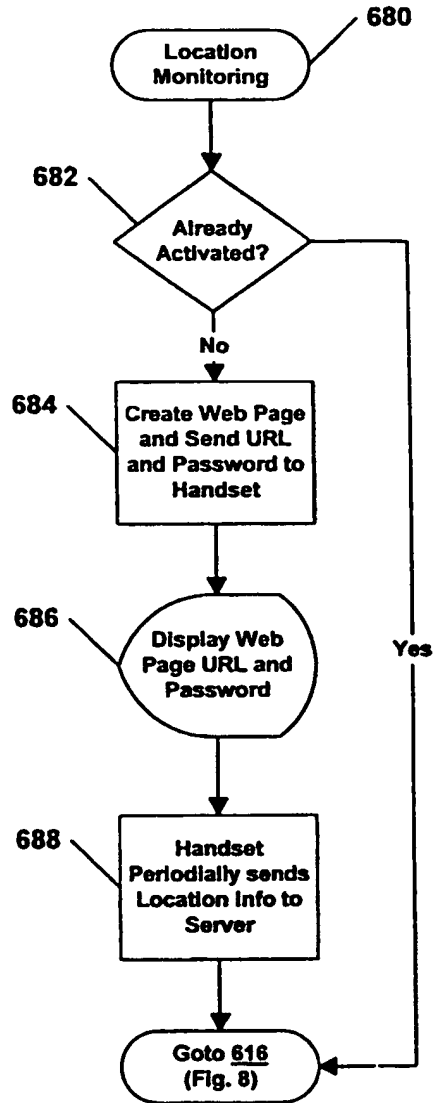 680
Location
Monitoring
682
Already
Activated?
No
684
Create Web Page
and Send URL
and Password to
Handset
686
Display Web
Page URL and
Password
Yes
688
Handset
Periodially sends
Location Info to
Server
Goto 616
(Fig. 8)